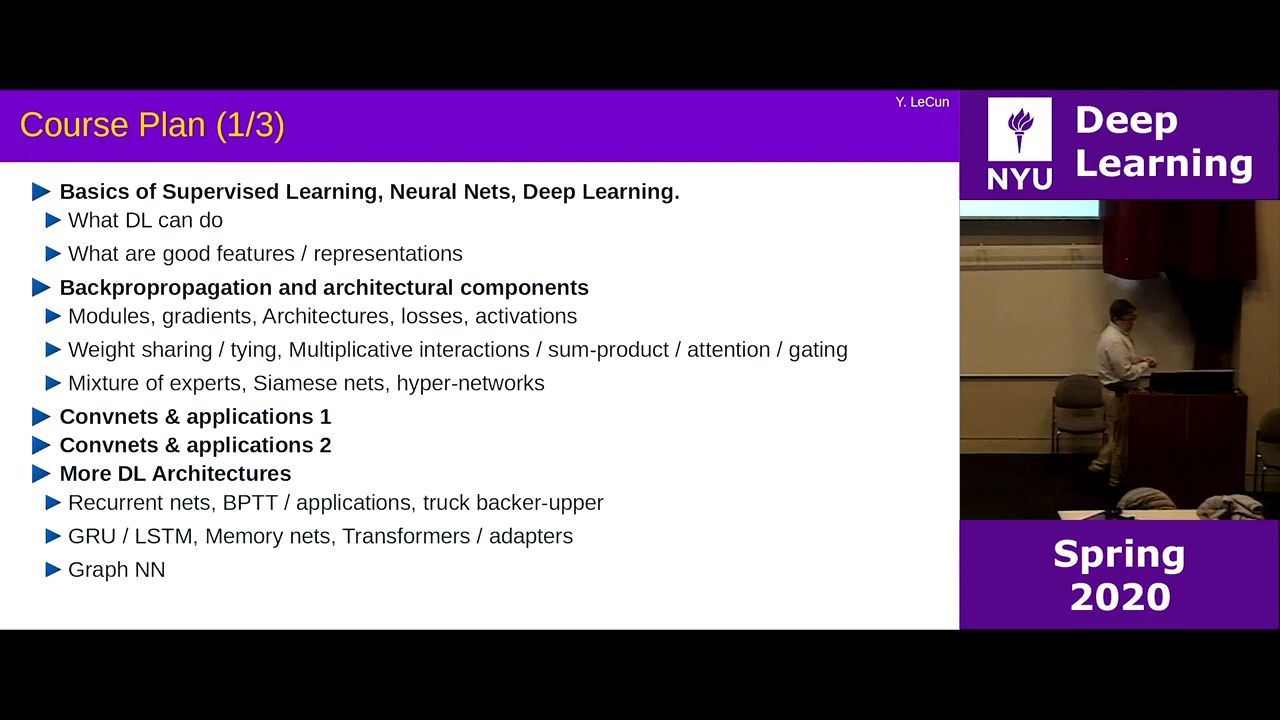 Y. LeCun
Course Plan (1/3)
Basics of Supervised Learning, Neural Nets, Deep Learning.
What DL can do
What are good features / representations
Backpropropagation and architectural components
Modules, gradients, Architectures, losses, activations
Weight sharing / tying, Multiplicative interactions / sum-product / attention / gating
Mixture of experts, Siamese nets, hyper-networks
Convnets & applications 1
Convnets & applications 2
More DL Architectures
Recurrent nets, BPTT / applications, truck backer-upper
GRU / LSTM, Memory nets, Transformers / adapters
Graph NN
NYU
Deep
Learning
Spring
2020